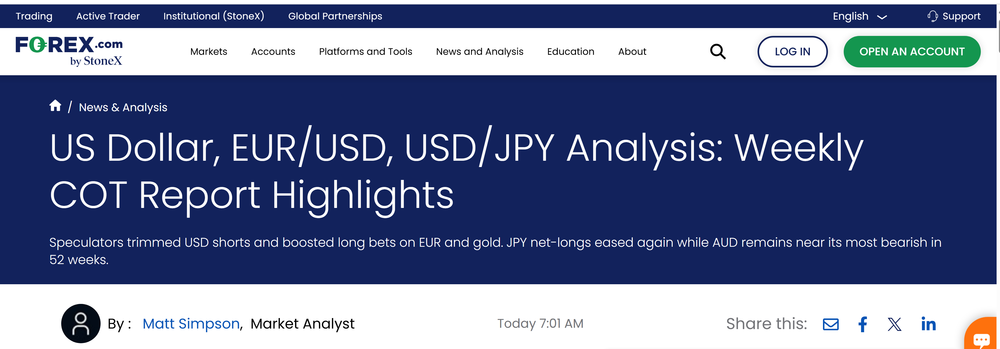 Trading Active Trader Institutional (StoneX) Global Partnerships English Support
FOREX.com
by StoneX
Markets Accounts Platforms and Tools News and Analysis Education About LOG IN OPEN AN ACCOUNT
/ News & Analysis
US Dollar, EUR/USD, USD/JPY Analysis: Weekly
COT Report Highlights
Speculators trimmed USD shorts and boosted long bets on EUR and gold. JPY net-longs eased again while AUD remains near its most bearish in
52 weeks.
By : Matt Simpson, Market Analyst Today 7:01 AM Share this: